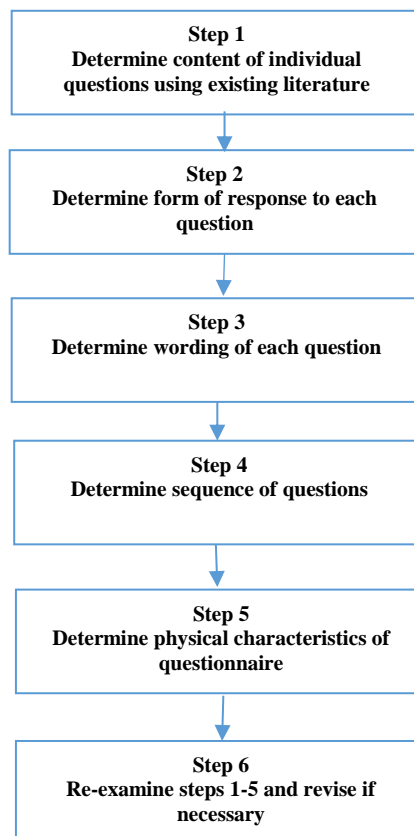 Step 1
Determine content of individual
questions using existing literature
Step 2
Determine form of response to each
question
Step 3
Determine wording of each question
Step 4
Determine sequence of questions
Step 5
Determine physical characteristics of
questionnaire
Step 6
Re-examine steps 1-5 and revise if
necessary